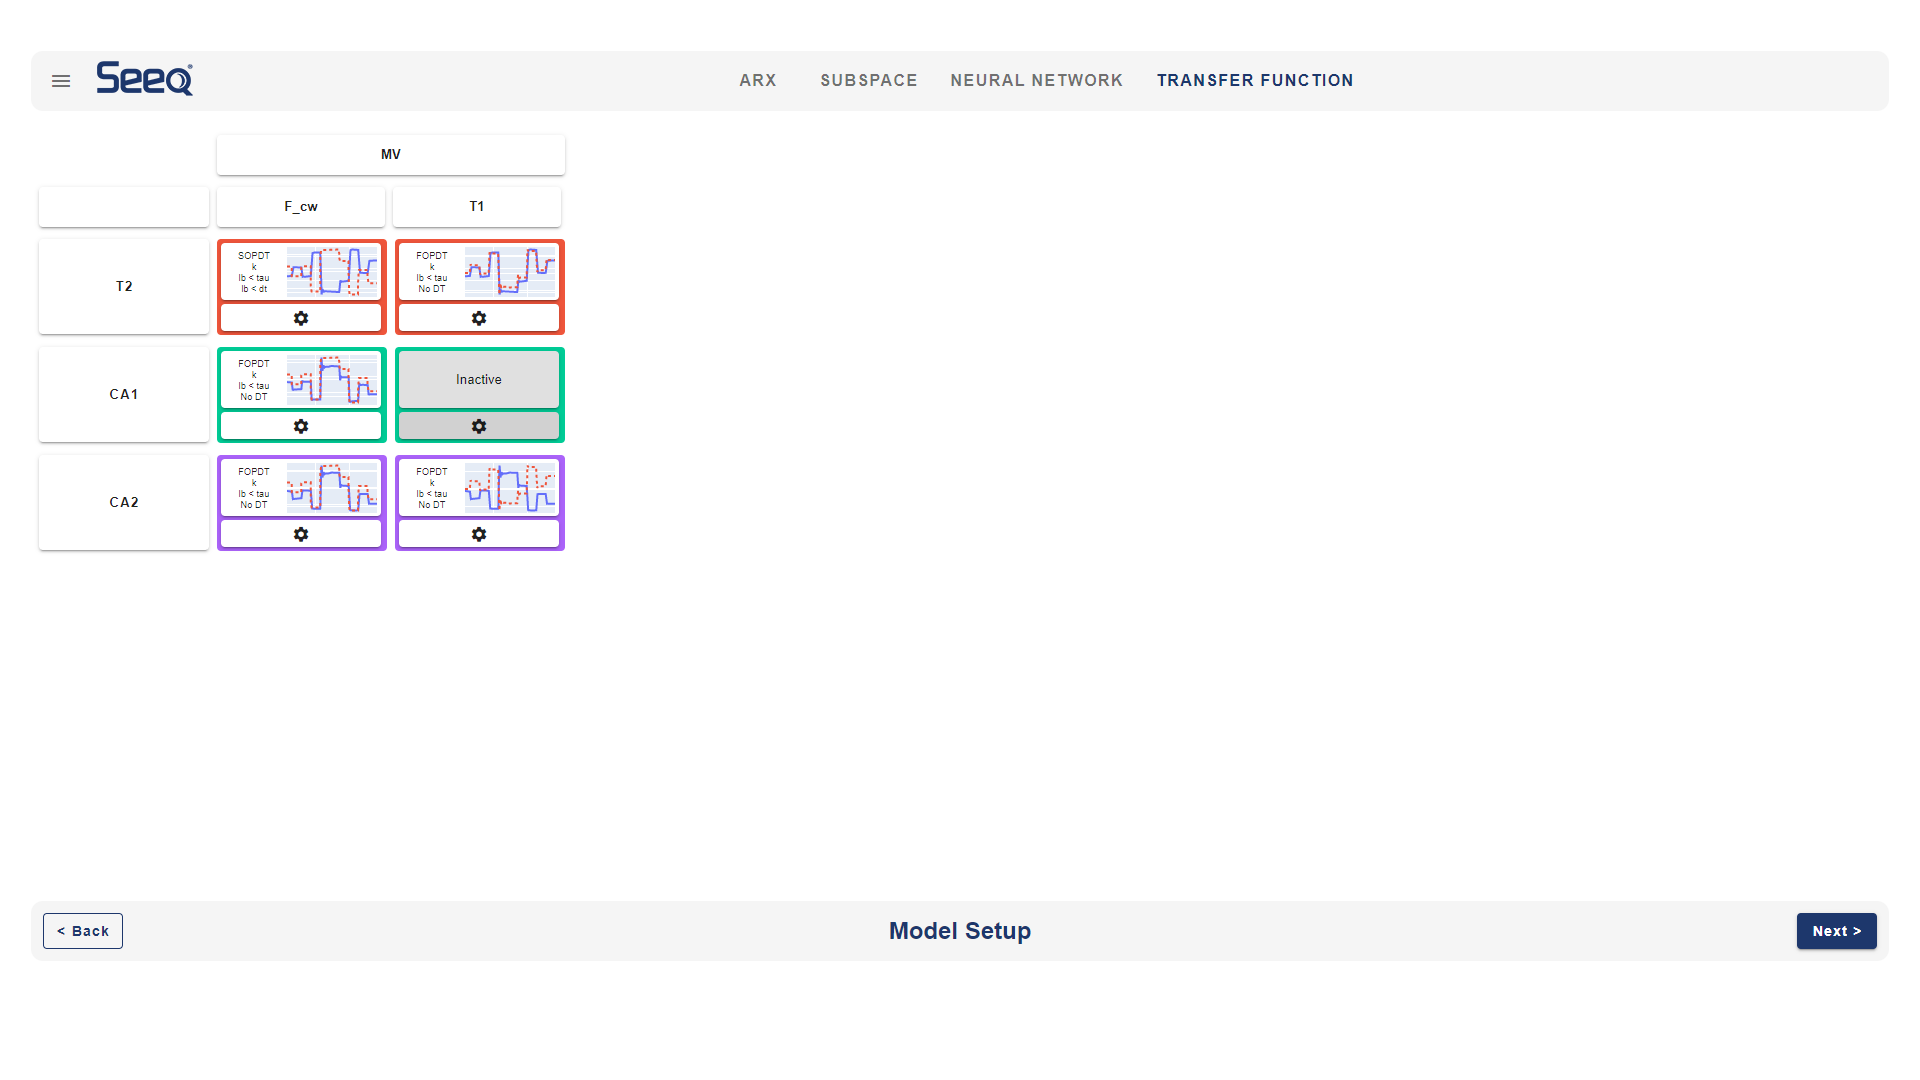 SeeQ®
ARX SUBSPACE NEURAL NETWORK TRANSFER FUNCTION
MV
F_cw T1
T2
SOPDT
k
lb < tau
lb < dt
FOPDT
k
lb < tau
No DT
CA1
FOPDT
k
lb < tau
No DT
Inactive
CA2
FOPDT
k
lb < tau
No DT
FOPDT
k
lb < tau
No DT
< Back Model Setup Next >